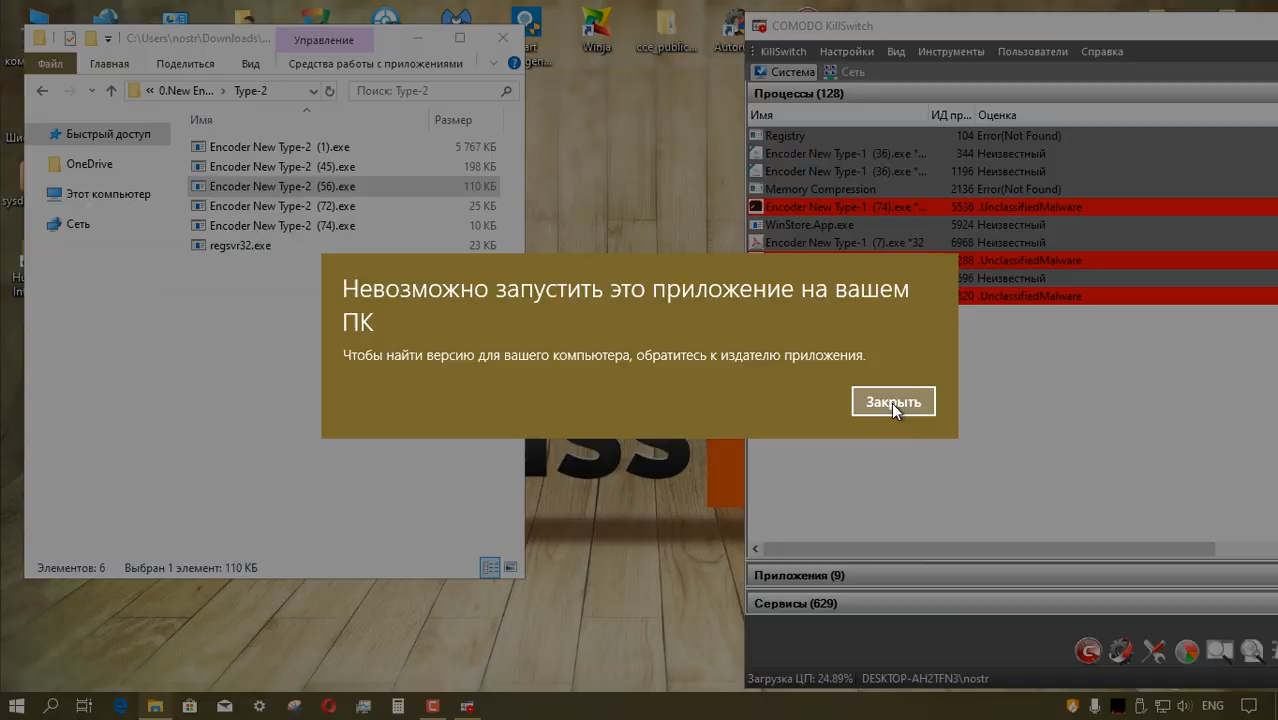 C:\Users\nostr\Downloads\...
Управление
Файл
Главная
Поделиться
Вид
Средства работы с приложениями
« 0.New En...
Type-2
Поиск: Type-2
Имя
Размер
Быстрый доступ
OneDrive
Этот компьютер
Сеть
Encoder New Type-2 (1).exe 5 767 КБ
Encoder New Type-2 (45).exe 198 КБ
Encoder New Type-2 (56).exe 110 КБ
Encoder New Type-2 (72).exe 25 КБ
Encoder New Type-2 (74).exe 10 КБ
regsvr32.exe 23 КБ
Элементов: 6 Выбран 1 элемент: 110 КБ
Winja
cce_public...
COMODO KillSwitch
KillSwitch Настройки Вид Инструменты Пользователи Справка
Система Сеть
Процессы (128)
Имя ИД пр... Оценка
Registry 104 Error(Not Found)
Encoder New Type-1 (36).exe *... 344 Неизвестный
Encoder New Type-1 (36).exe *... 1196 Неизвестный
Memory Compression 2136 Error(Not Found)
Encoder New Type-1 (74).exe *... 5536 .UnclassifiedMalware
WinStore.App.exe 5924 Неизвестный
Encoder New Type-1 (7).exe *32 6968 Неизвестный
288 .UnclassifiedMalware
696 Неизвестный
320 .UnclassifiedMalware
Невозможно запустить это приложение на вашем
ПК
Чтобы найти версию для вашего компьютера, обратитесь к издателю приложения.
Закрыть
Приложения (9)
Сервисы (629)
Загрузка ЦП: 24.89% DESKTOP-AH2TFN3\nostr
ENG